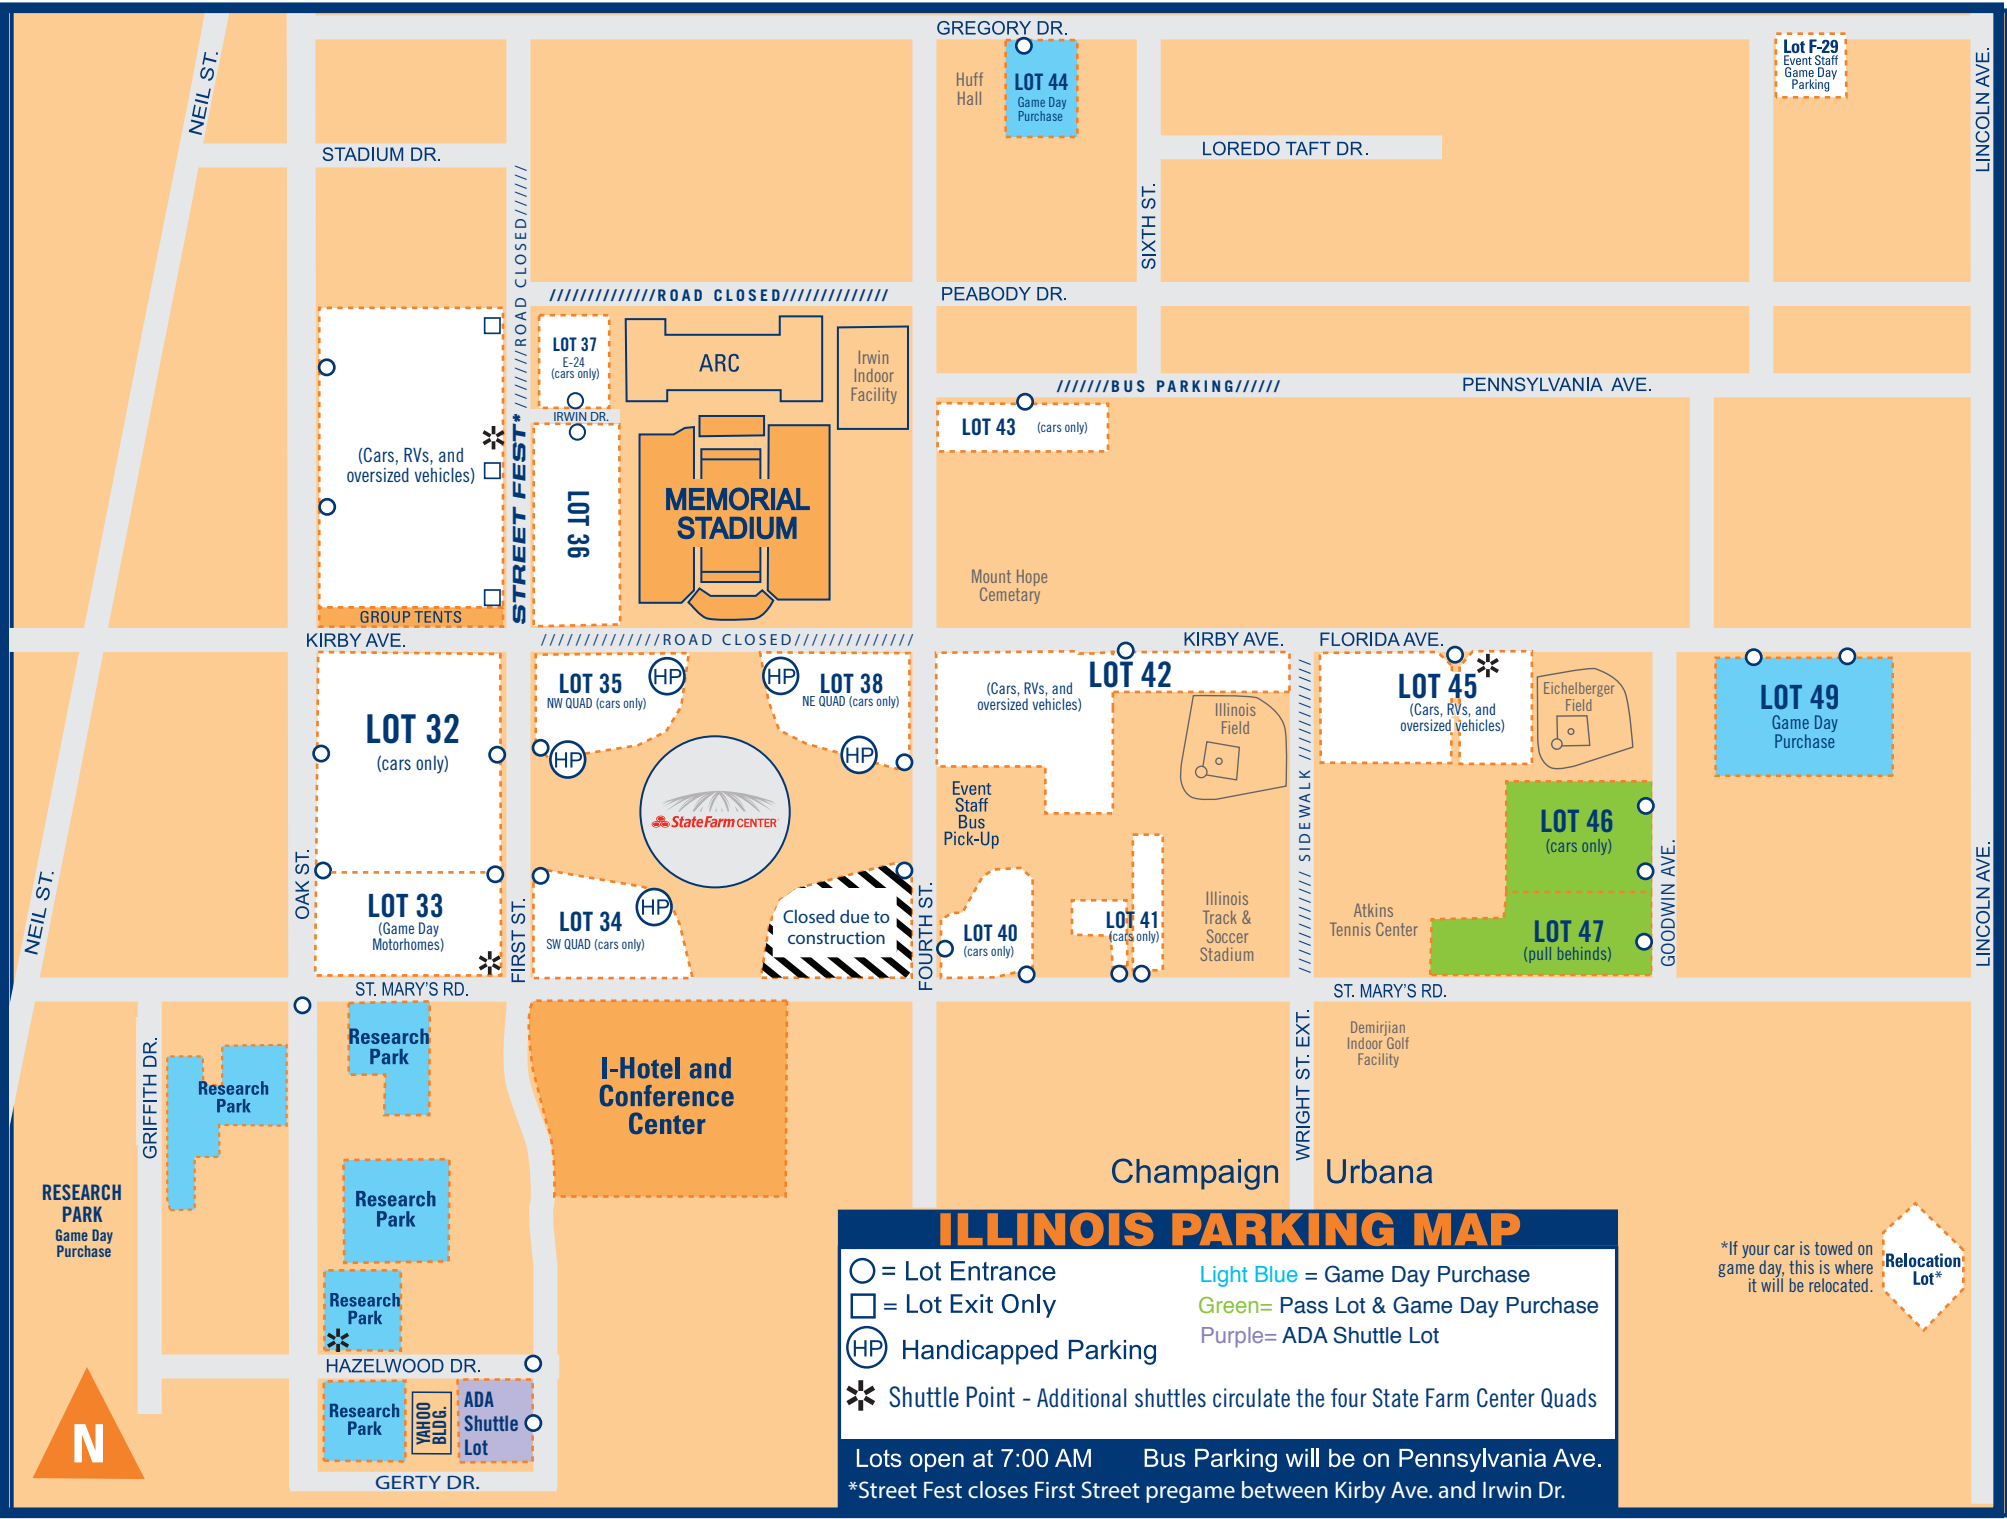 GREGORY DR.
NEIL ST.
Huff
Hall
LOT 44
Game Day
Purchase
Lot F-29
Event Staff
Game Day
Parking
LINCOLN AVE.
STADIUM DR.
LOREDO TAFT DR.
SIXTH ST.
//////ROAD CLOSED//////
//////////////ROAD CLOSED//////////////
PEABODY DR.
LOT 37
E-24
(cars only)
ARC
Irwin
Indoor
Facility
///////BUS PARKING//////
PENNSYLVANIA AVE.
IRWIN DR.
LOT 43
(cars only)
STREET FEST*
(Cars, RVs, and
oversized vehicles)
LOT 36
MEMORIAL
STADIUM
Mount Hope
Cemetary
GROUP TENTS
KIRBY AVE.
//////////////ROAD CLOSED//////////////
KIRBY AVE.
FLORIDA AVE.
LOT 32
(cars only)
LOT 35
NW QUAD (cars only)
HP
HP
HP
LOT 38
NE QUAD (cars only)
HP
(Cars, RVs, and
oversized vehicles)
LOT 42
Illinois
Field
////////// SIDEWALK //////////
LOT 45
(Cars, RVs, and
oversized vehicles)
Eichelberger
Field
LOT 49
Game Day
Purchase
State Farm CENTER
Event
Staff
Bus
Pick-Up
LOT 46
(cars only)
OAK ST.
NEIL ST.
LOT 33
(Game Day
Motorhomes)
FIRST ST.
LOT 34
SW QUAD (cars only)
HP
Closed due to
construction
FOURTH ST.
LOT 40
(cars only)
LOT 41
(cars only)
Illinois
Track &
Soccer
Stadium
Atkins
Tennis Center
LOT 47
(pull behinds)
GOODWIN AVE.
LINCOLN AVE.
ST. MARY'S RD.
ST. MARY'S RD.
Research
Park
GRIFFITH DR.
Research
Park
I-Hotel and
Conference
Center
WRIGHT ST. EXT.
Demirjian
Indoor Golf
Facility
Champaign
Urbana
RESEARCH
PARK
Game Day
Purchase
Research
Park
Research
Park
HAZELWOOD DR.
Research
Park
YAHOO
BLDG.
ADA
Shuttle
Lot
GERTY DR.
N
*If your car is towed on
game day, this is where
it will be relocated.
Relocation
Lot*
ILLINOIS PARKING MAP
= Lot Entrance
= Lot Exit Only
HP Handicapped Parking
Light Blue = Game Day Purchase
Green= Pass Lot & Game Day Purchase
Purple= ADA Shuttle Lot
Shuttle Point - Additional shuttles circulate the four State Farm Center Quads
Lots open at 7:00 AM
Bus Parking will be on Pennsylvania Ave.
*Street Fest closes First Street pregame between Kirby Ave. and Irwin Dr.